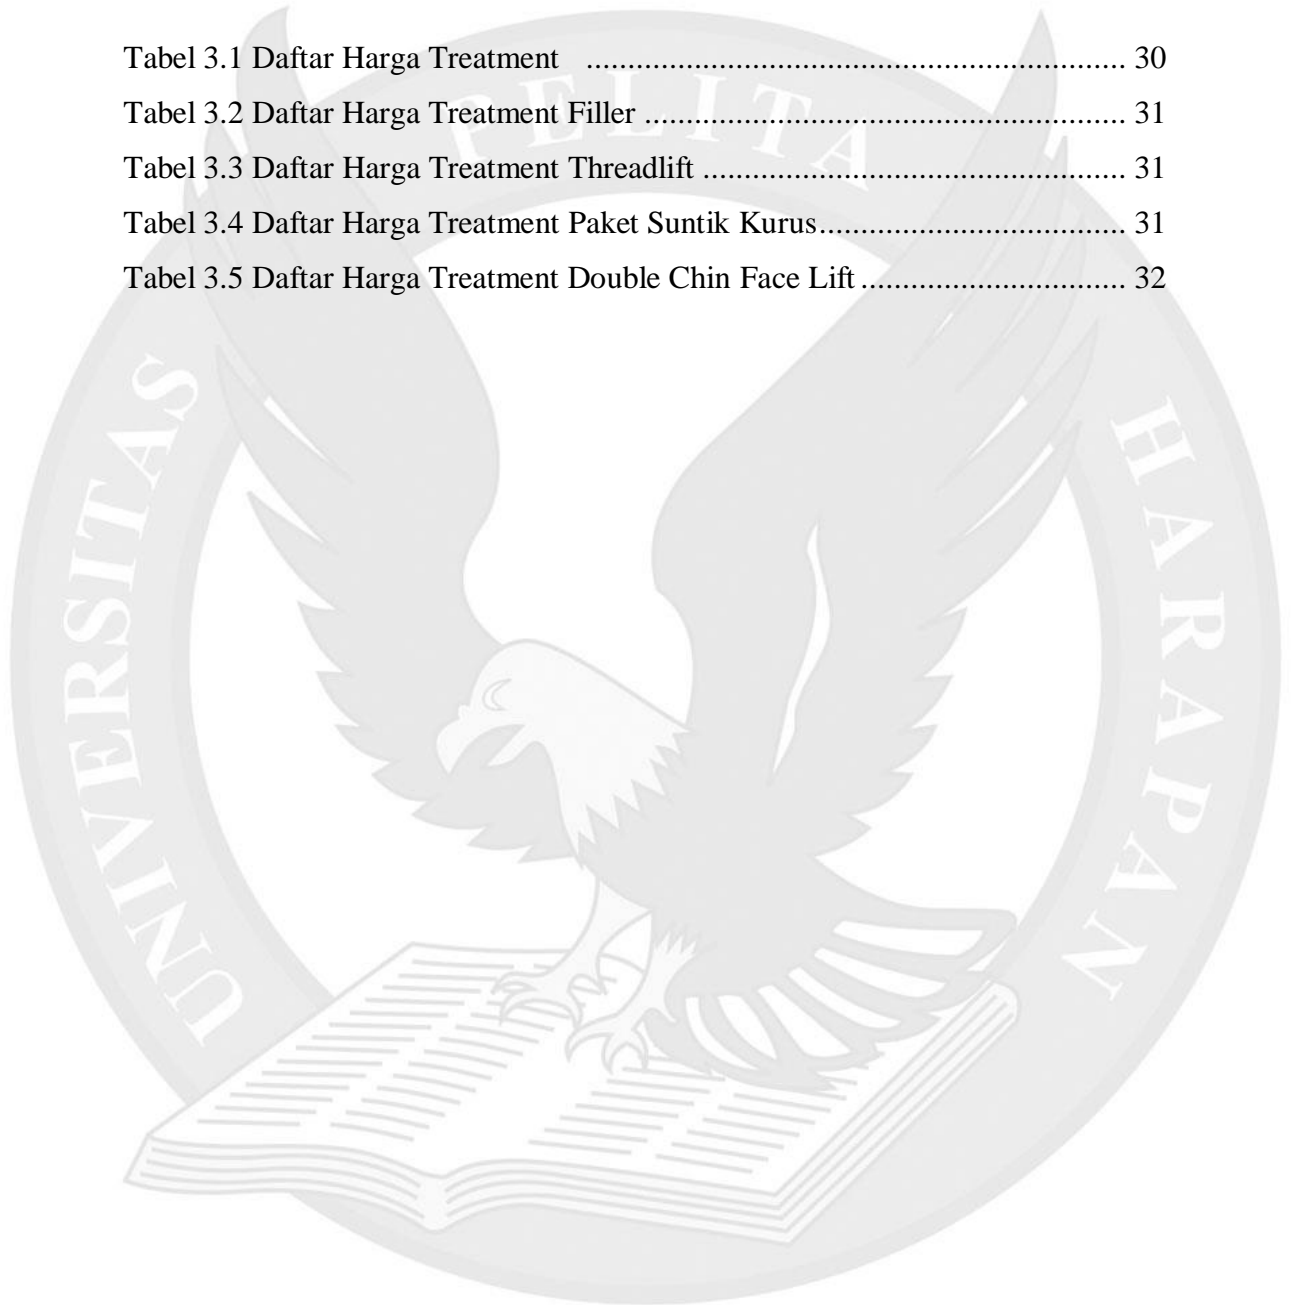 Tabel 3.1 Daftar Harga Treatment .......................................................... 30
Tabel 3.2 Daftar Harga Treatment Filler .................................................... 31
Tabel 3.3 Daftar Harga Treatment Threadlift .............................................. 31
Tabel 3.4 Daftar Harga Treatment Paket Suntik Kurus................................. 31
Tabel 3.5 Daftar Harga Treatment Double Chin Face Lift ............................. 32
UNIVERSITAS PELITA HARAPAN